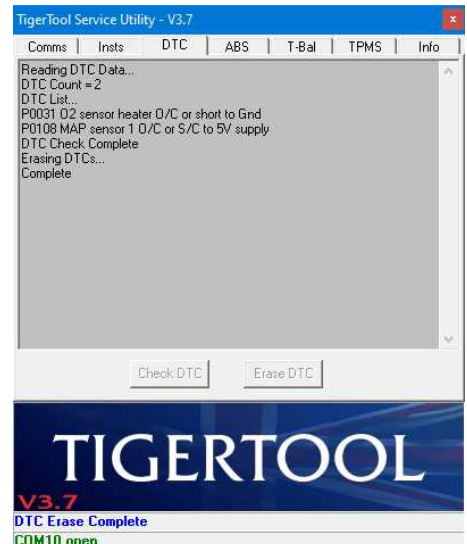 TigerTool Service Utility - V3.7
x
Comms Insts DTC ABS T-Bal TPMS Info
Reading DTC Data...
DTC Count = 2
DTC List...
P0031 O2 sensor heater O/C or short to Gnd
P0108 MAP sensor 1 O/C or S/C to 5V supply
DTC Check Complete
Erasing DTCs...
Complete
Check DTC Erase DTC
TIGERTOOL
V3.7
DTC Erase Complete
COM10 open